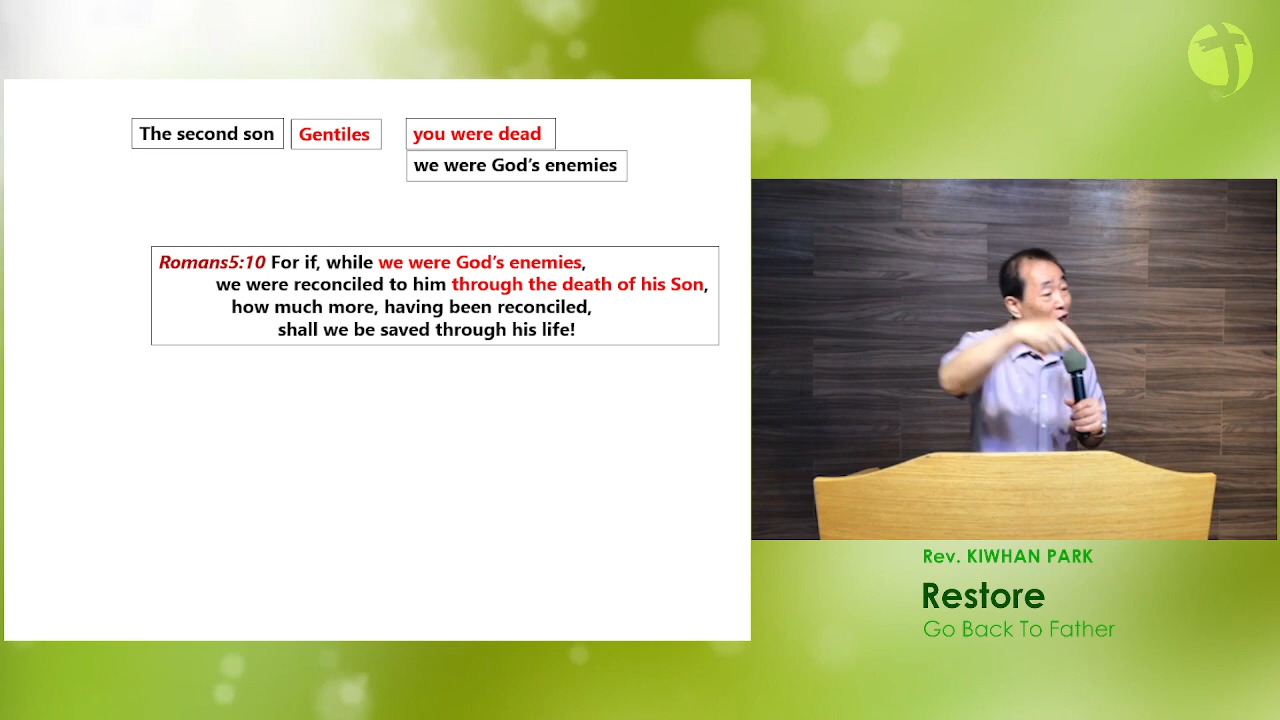 The second son Gentiles you were dead
we were God's enemies
Romans5:10 For if, while we were God's enemies,
we were reconciled to him through the death of his Son,
how much more, having been reconciled,
shall we be saved through his life!
Rev. KIWHAN PARK
Restore
Go Back To Father